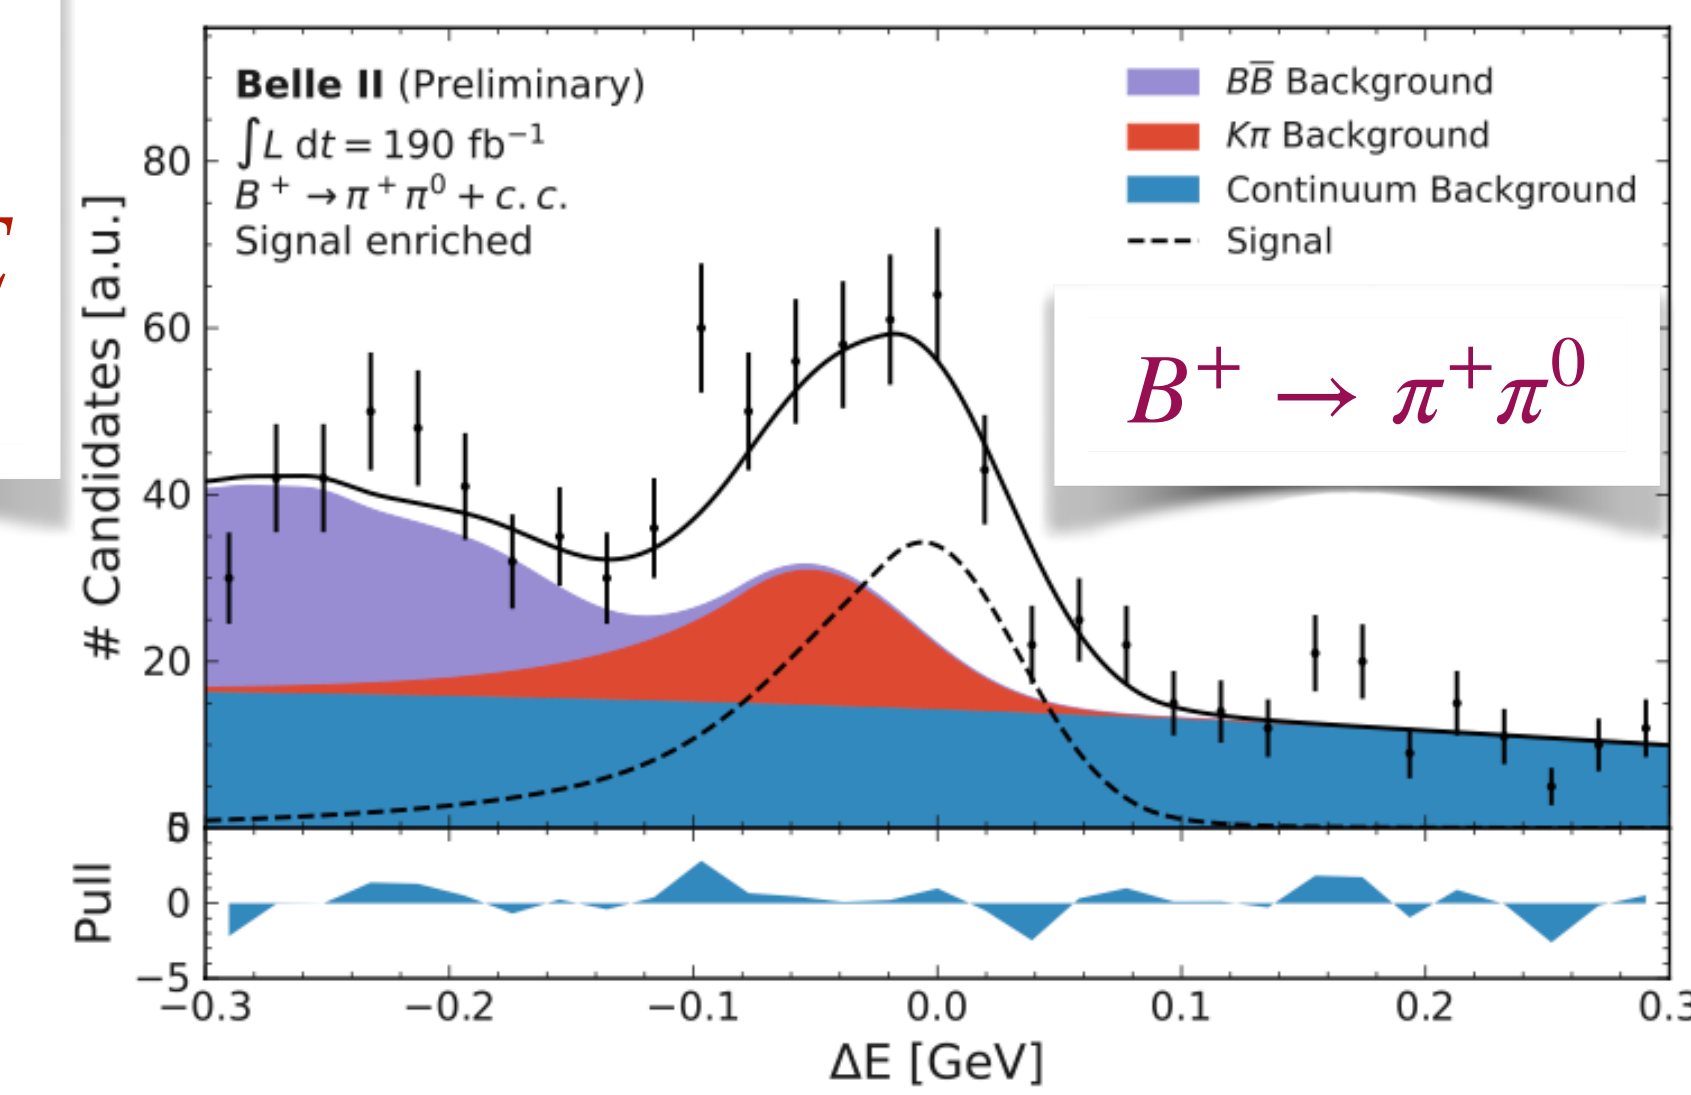 Belle II (Preliminary)
∫L dt = 190 fb⁻¹
B⁺ → π⁺π⁰ + c.c.
Signal enriched
BB̅ Background
Kπ Background
Continuum Background
Signal
B⁺ → π⁺π⁰
# Candidates [a.u.]
80
60
40
20
0
Pull
5
0
−5
−0.3 −0.2 −0.1 0.0 0.1 0.2 0.3
ΔE [GeV]